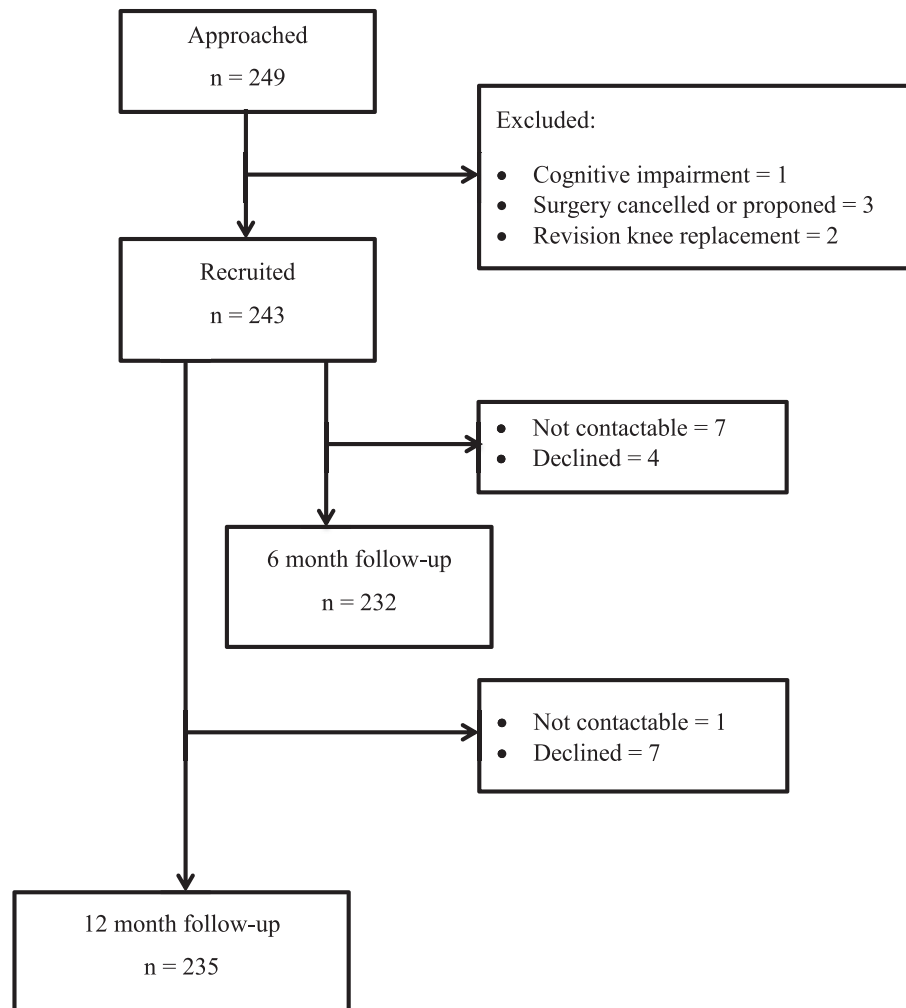 Approached
n = 249
Excluded:
• Cognitive impairment = 1
• Surgery cancelled or proponed = 3
• Revision knee replacement = 2
Recruited
n = 243
• Not contactable = 7
• Declined = 4
6 month follow-up
n = 232
• Not contactable = 1
• Declined = 7
12 month follow-up
n = 235